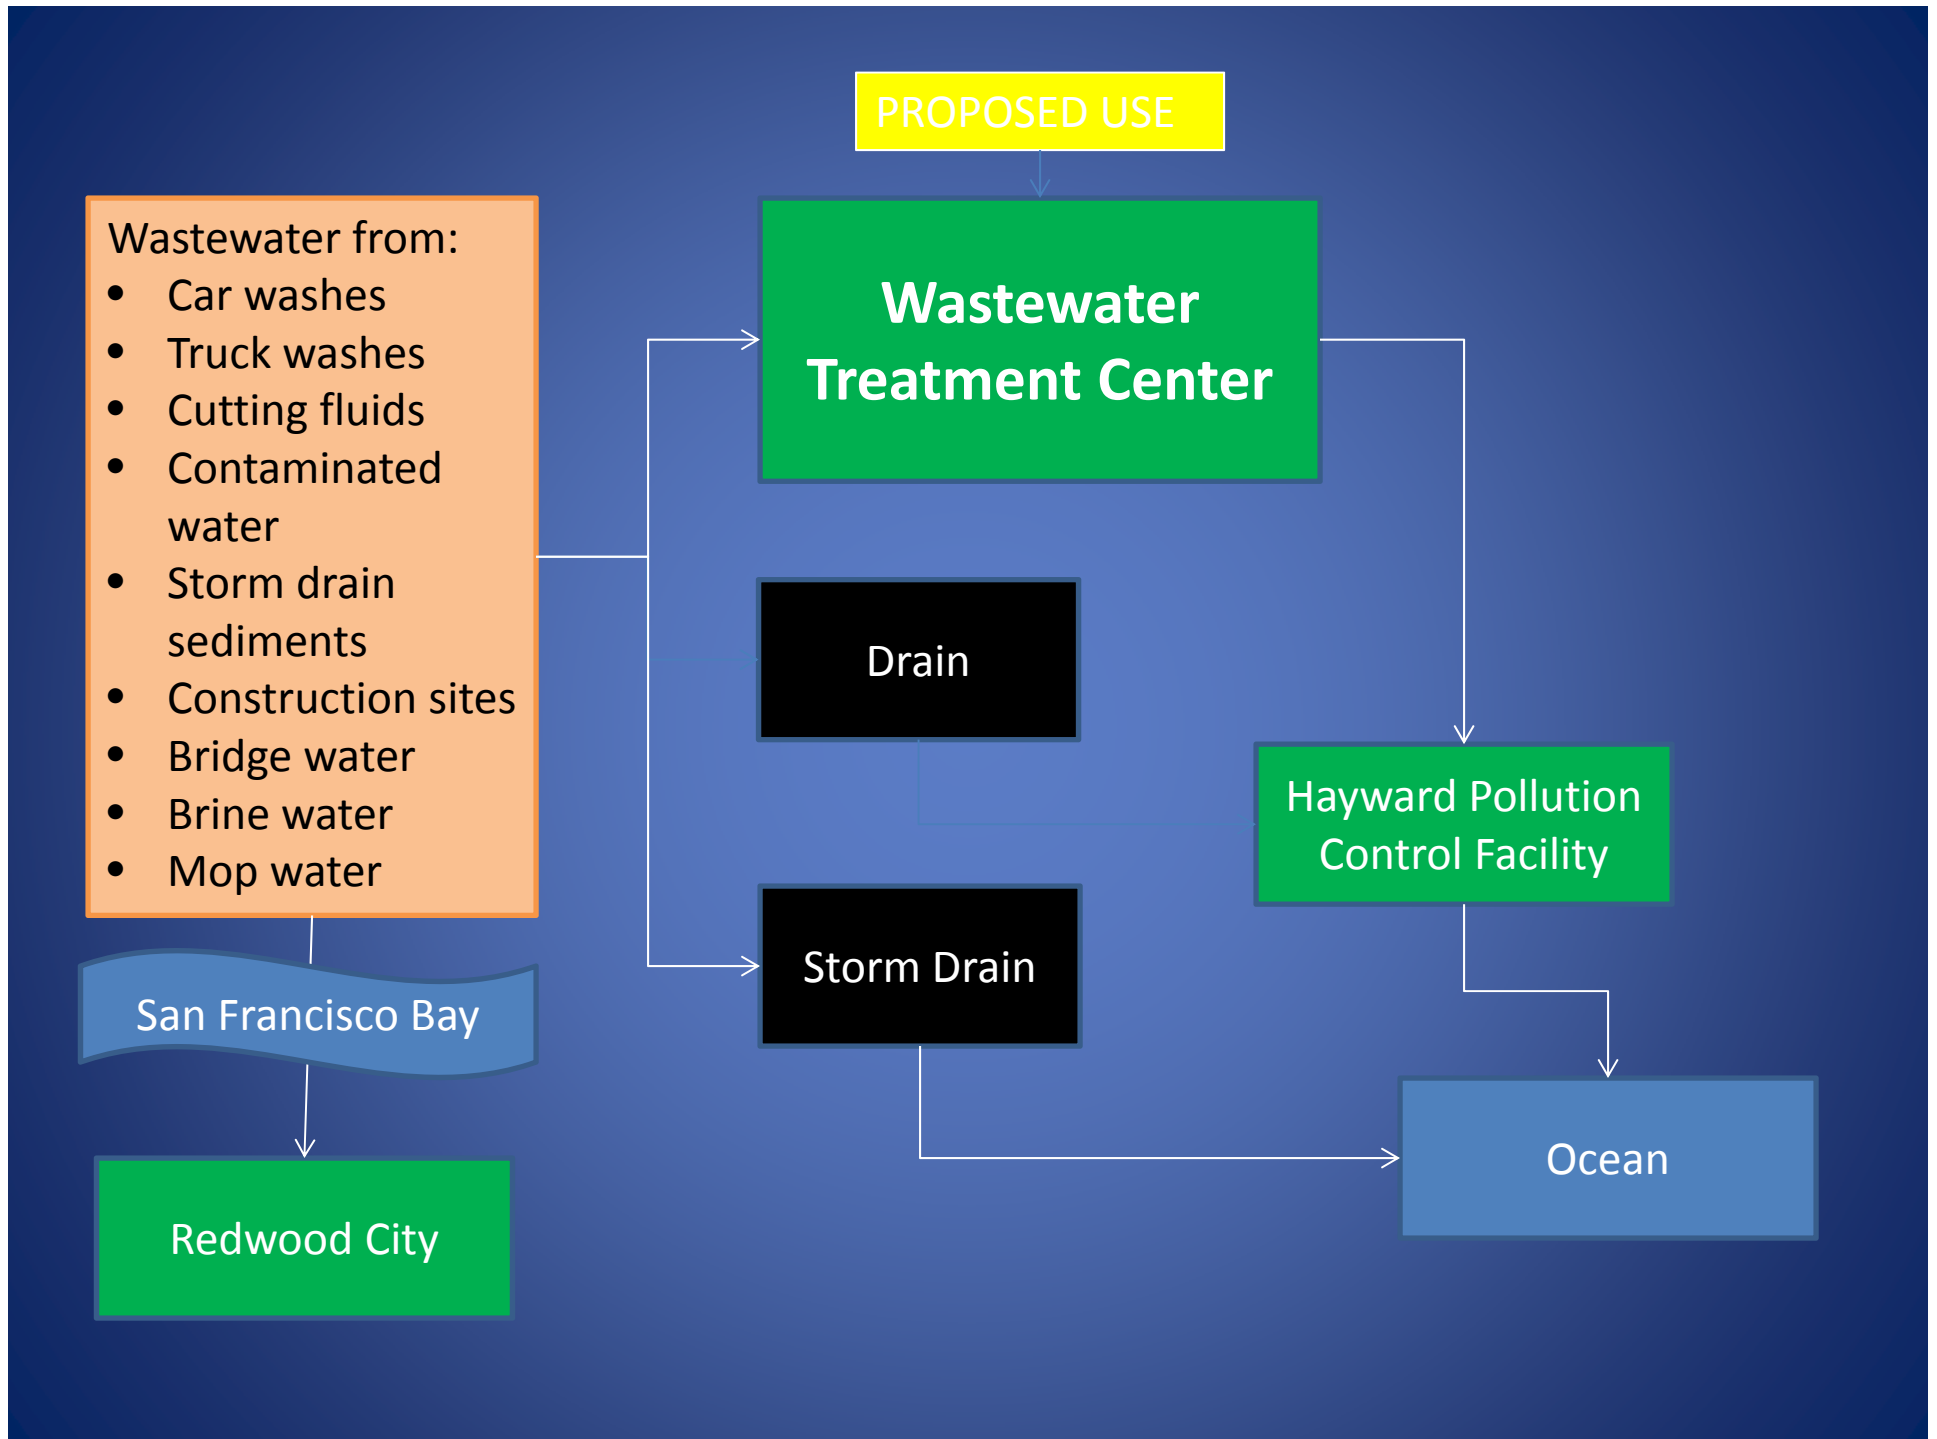 PROPOSED USE
Wastewater from:
• Car washes
• Truck washes
• Cutting fluids
• Contaminated
water
• Storm drain
sediments
• Construction sites
• Bridge water
• Brine water
• Mop water
Wastewater
Treatment Center
Drain
Hayward Pollution
Control Facility
Storm Drain
San Francisco Bay
Ocean
Redwood City